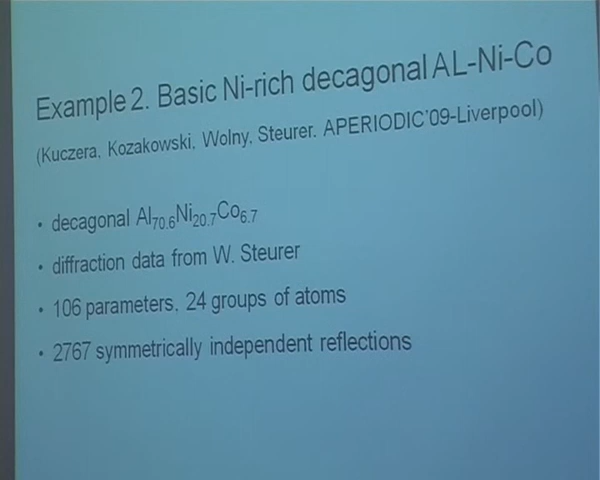 Example 2. Basic Ni-rich decagonal AL-Ni-Co
(Kuczera, Kozakowski, Wolny, Steurer. APERIODIC'09-Liverpool)
• decagonal Al70.6Ni20.7Co6.7
• diffraction data from W. Steurer
• 106 parameters, 24 groups of atoms
• 2767 symmetrically independent reflections